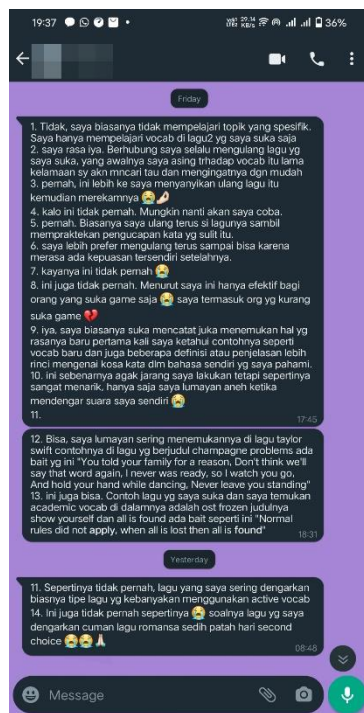 19:37
29.14 KB/s
36%
Friday
1. Tidak, saya biasanya tidak mempelajari topik yang spesifik.
Saya hanya mempelajari vocab di lagu2 yg saya suka saja
2. saya rasa iya. Berhubung saya selalu mengulang lagu yg
saya suka, yang awalnya saya asing trhadap vocab itu lama
kelamaan sy akn mncari tau dan mengingatnya dgn mudah
3. pernah, ini lebih ke saya menyanyikan ulang lagu itu
kemudian merekamnya 😭🤌🏻
4. kalo ini tidak pernah. Mungkin nanti akan saya coba.
5. pernah. Biasanya saya ulang terus si lagunya sambil
mempraktekan pengucapan kata yg sulit itu.
6. saya lebih prefer mengulang terus sampai bisa karena
merasa ada kepuasan tersendiri setelahnya.
7. kayanya ini tidak pernah 😭
8. ini juga tidak pernah. Menurut saya ini hanya efektif bagi
orang yang suka game saja 😭 saya termasuk org yg kurang
suka game 💔
9. iya, saya biasanya suka mencatat juka menemukan hal yg
rasanya baru pertama kali saya ketahui contohnya seperti
vocab baru dan juga beberapa definisi atau penjelasan lebih
rinci mengenai kosa kata dlm bahasa sendiri yg saya pahami.
10. ini sebenarnya agak jarang saya lakukan tetapi sepertinya
sangat menarik, hanya saja saya lumayan aneh ketika
mendengar suara saya sendiri 😭
11.
17:45
12. Bisa, saya lumayan sering menemukannya di lagu taylor
swift contohnya di lagu yg berjudul champagne problems ada
bait yg ini "You told your family for a reason, Don't think we'll
say that word again, I never was ready, so I watch you go,
And hold your hand while dancing, Never leave you standing"
13. ini juga bisa. Contoh lagu yg saya suka dan saya temukan
academic vocab di dalamnya adalah ost frozen judulnya
show yourself dan all is found ada bait seperti ini "Normal
rules did not apply, when all is lost then all is found"
18:31
Yesterday
11. Sepertinya tidak pernah, lagu yang saya sering dengarkan
biasnya tipe lagu yg kebanyakan menggunakan active vocab
14. Ini juga tidak pernah sepertinya 😭 soalnya lagu yg saya
dengarkan cuman lagu romansa sedih patah hari second
choice 😭😭🙏🏻
08:48
Message